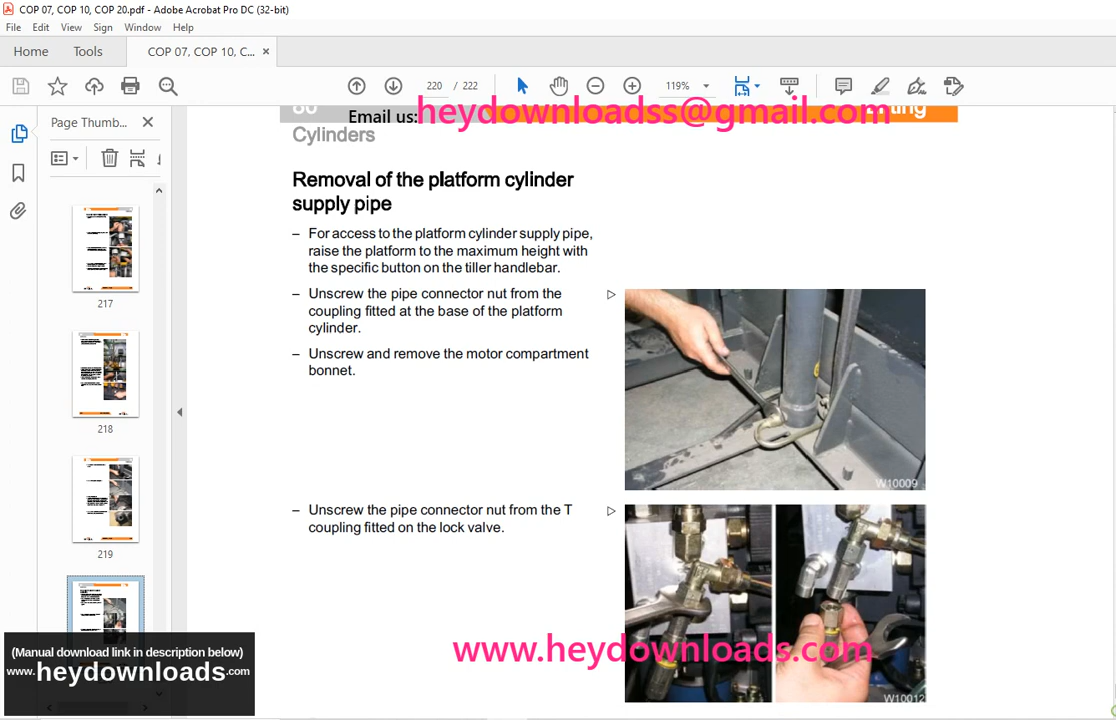 COP 07, COP 10, COP 20.pdf - Adobe Acrobat Pro DC (32-bit)
File Edit View Sign Window Help
Home Tools COP 07, COP 10, C... ×
220 / 222 119%
Email us: heydownloadss@gmail.com
Page Thumb...
Cylinders
Removal of the platform cylinder
supply pipe
– For access to the platform cylinder supply pipe,
raise the platform to the maximum height with
the specific button on the tiller handlebar.
– Unscrew the pipe connector nut from the
coupling fitted at the base of the platform
cylinder.
– Unscrew and remove the motor compartment
bonnet.
W10009
– Unscrew the pipe connector nut from the T
coupling fitted on the lock valve.
W10012
217
218
219
www.heydownloads.com
(Manual download link in description below)
www.heydownloads.com